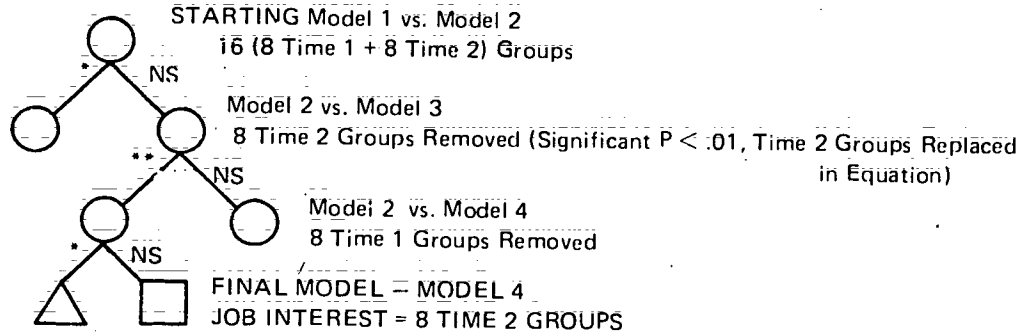 STARTING Model 1 vs. Model 2
16 (8 Time 1 + 8 Time 2) Groups
*
NS
Model 2 vs. Model 3
8 Time 2 Groups Removed (Significant P < .01, Time 2 Groups Replaced
in Equation)
**
NS
Model 2 vs. Model 4
8 Time 1 Groups Removed
*
NS
FINAL MODEL = MODEL 4
JOB INTEREST = 8 TIME 2 GROUPS